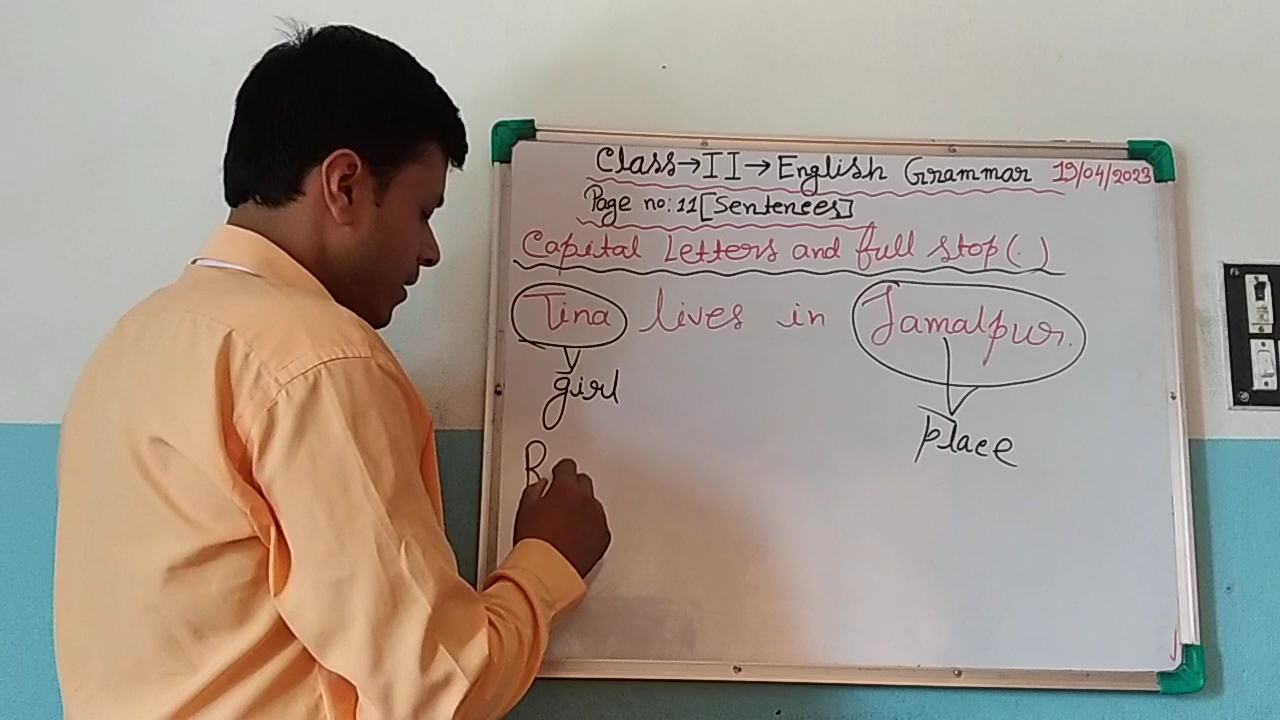 Class→II→English Grammar 19/04/2023
Page no: 11 [Sentences]
Capital Letters and full stop (.)
Tina lives in Jamalpur.
girl
place
R